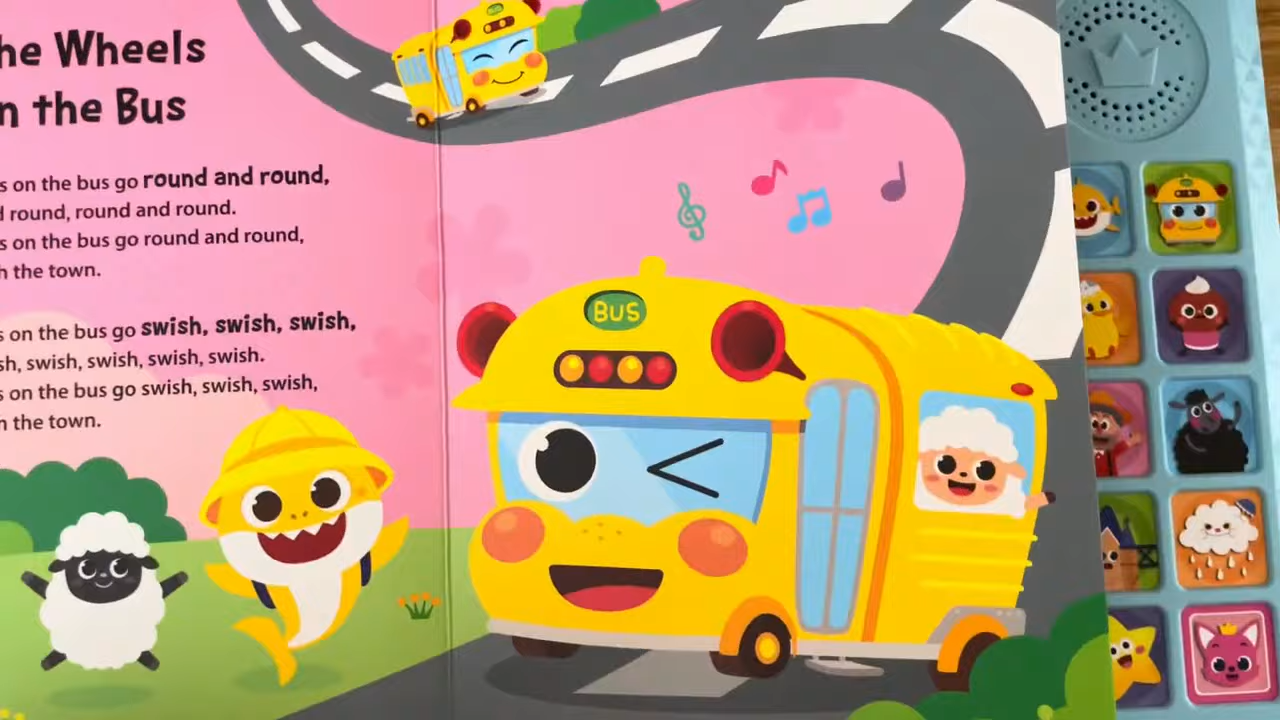 he Wheels
n the Bus
s on the bus go round and round,
d round, round and round.
s on the bus go round and round,
h the town.
s on the bus go swish, swish, swish,
sh, swish, swish, swish, swish.
s on the bus go swish, swish, swish,
h the town.
BUS
BUS